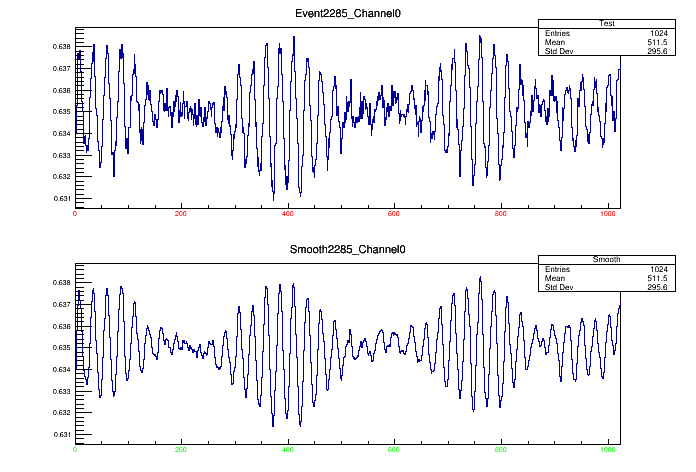 Event2285_Channel0
Test
Entries 1024
Mean 511.5
Std Dev 295.6
0.638
0.637
0.636
0.635
0.634
0.633
0.632
0.631
0 200 400 600 800 1000
Smooth2285_Channel0
Smooth
Entries 1024
Mean 511.5
Std Dev 295.6
0.638
0.637
0.636
0.635
0.634
0.633
0.632
0.631
0 200 400 600 800 1000